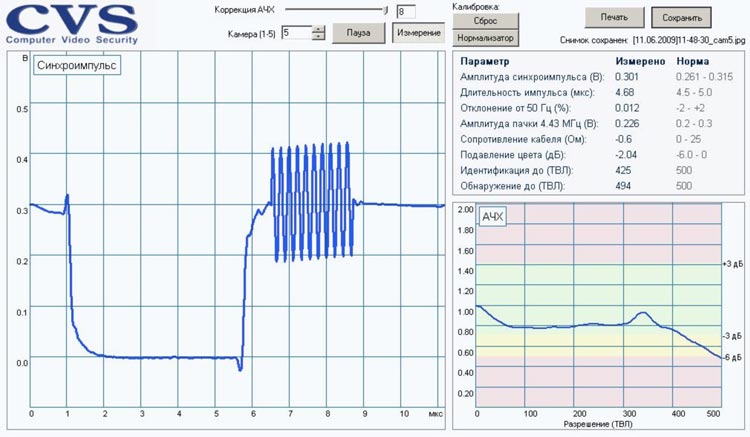 CVS
Computer Video Security
Коррекция АЧХ 8
Камера (1-5) 5 Пауза Измерение
Калибровка:
Сброс
Нормализатор
Печать Сохранить
Снимок сохранен: [11.06.2009]11-48-30_cam5.jpg
В
Синхроимпульс
0.5
0.4
0.3
0.2
0.1
0.0
0 1 2 3 4 5 6 7 8 9 10 мкс
Параметр Измерено Норма
Амплитуда синхроимпульса (В): 0.301 0.261 - 0.315
Длительность импульса (мкс): 4.68 4.5 - 5.0
Отклонение от 50 Гц (%): 0.012 -2 - +2
Амплитуда пачки 4.43 МГц (В): 0.226 0.2 - 0.3
Сопротивление кабеля (Ом): -0.6 0 - 25
Подавление цвета (дБ): -2.04 -6.0 - 0
Идентификация до (ТВЛ): 425 500
Обнаружение до (ТВЛ): 494 500
АЧХ
2.00
1.80
1.60
1.40
1.20
1.00
0.80
0.60
0.40
0.20
+3 дБ
-3 дБ
-6 дБ
0 100 200 300 400 500
Разрешение (ТВЛ)